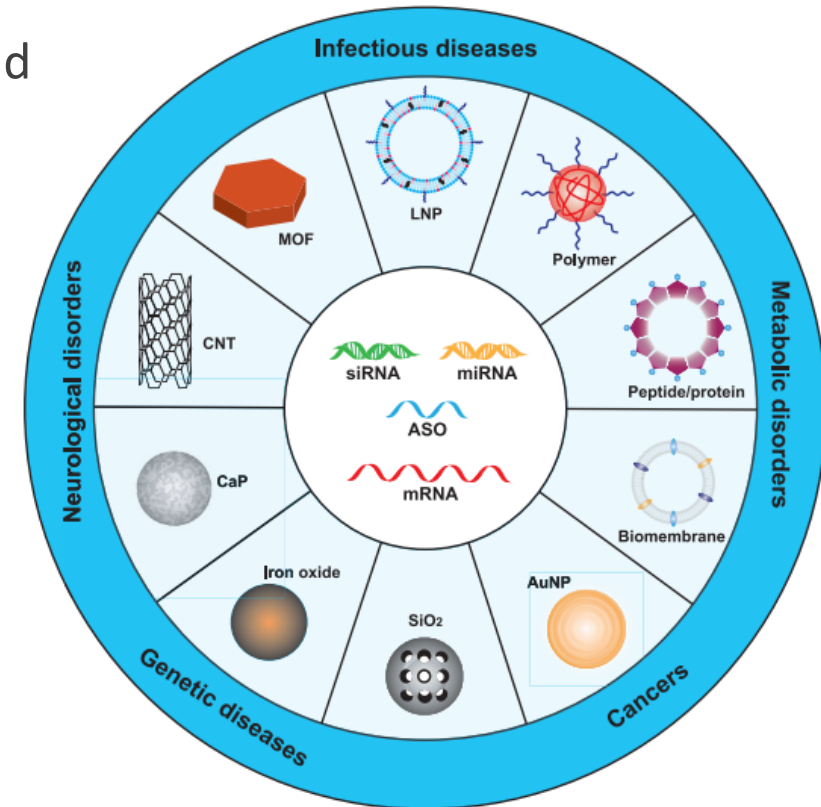 d
Infectious diseases
LNP
Polymer
MOF
Neurological disorders
CNT
Metabolic disorders
Peptide/protein
siRNA
miRNA
ASO
mRNA
CaP
Biomembrane
Iron oxide
AuNP
SiO₂
Genetic diseases
Cancers